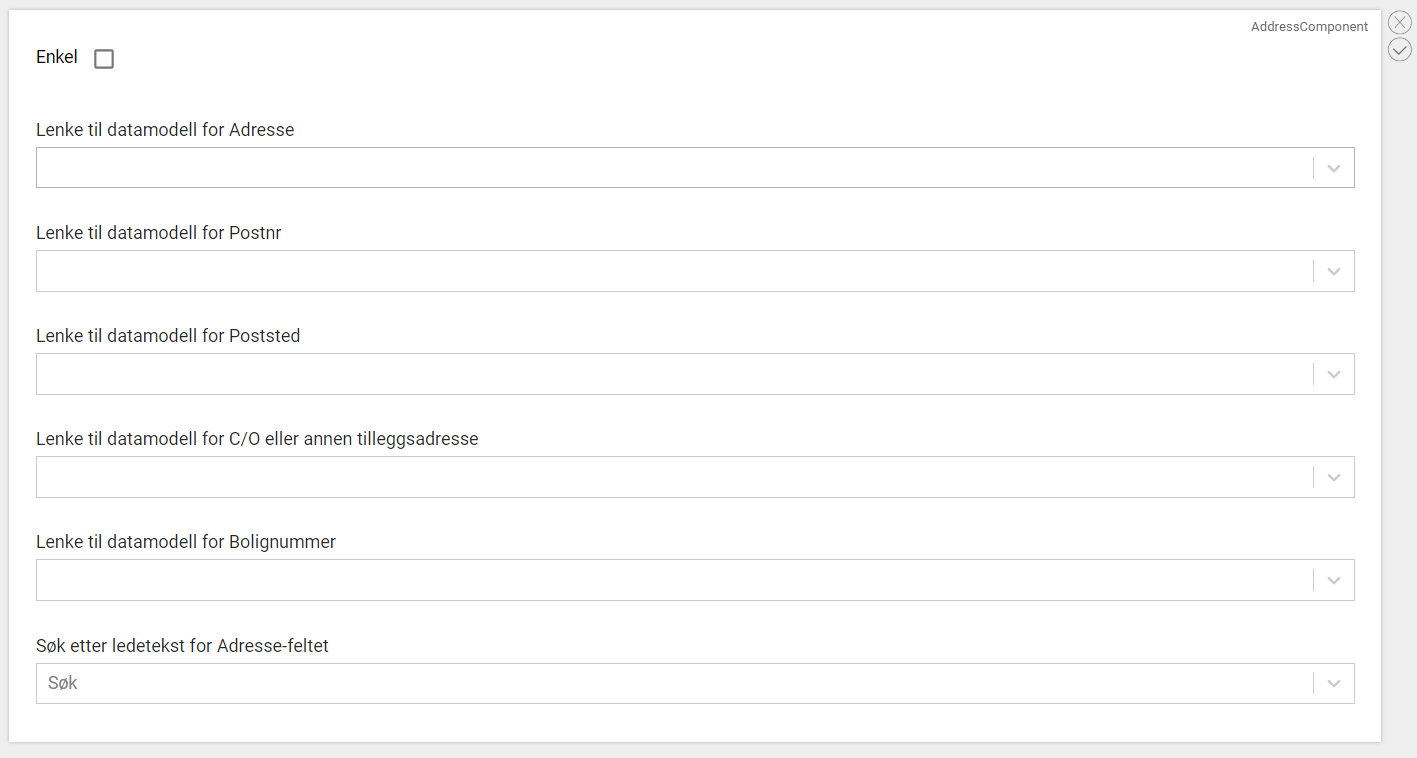 AddressComponent
Enkel
Lenke til datamodell for Adresse
Lenke til datamodell for Postnr
Lenke til datamodell for Poststed
Lenke til datamodell for C/O eller annen tilleggsadresse
Lenke til datamodell for Bolignummer
Søk etter ledetekst for Adresse-feltet
Søk